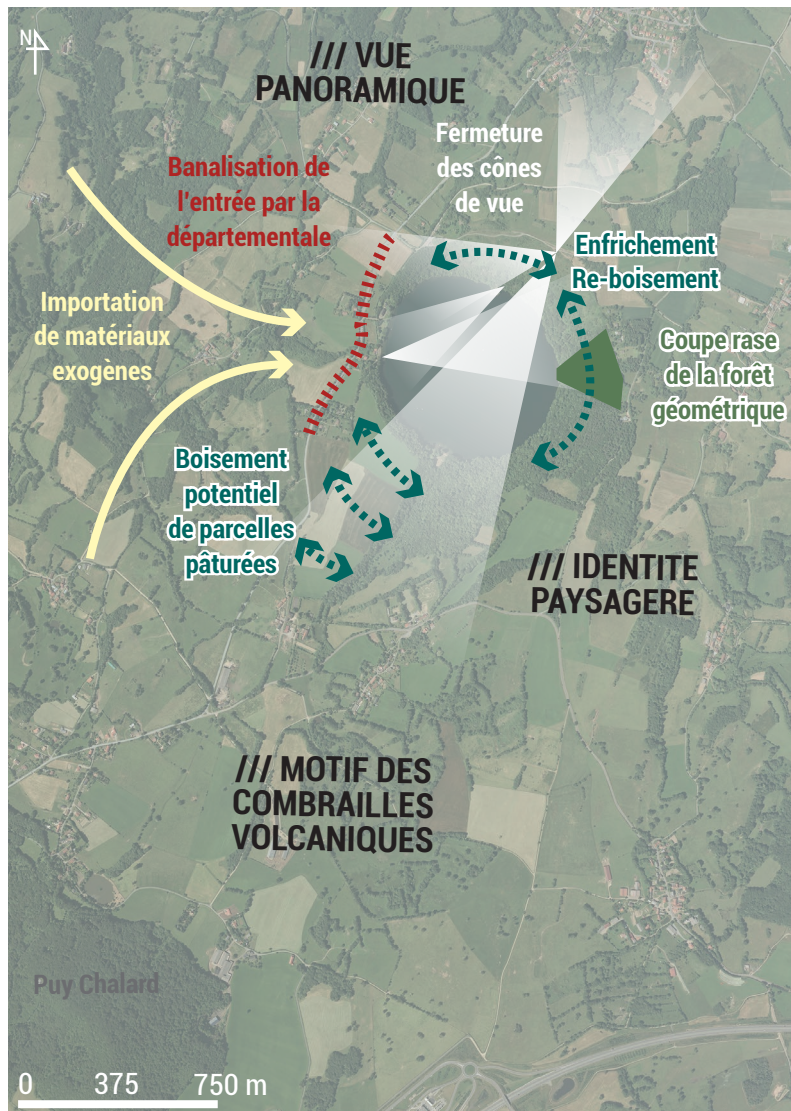 N
/// VUE
PANORAMIQUE
Fermeture
des cônes
de vue
Banalisation de
l'entrée par la
départementale
Enfrichement
Re-boisement
Importation
de matériaux
exogènes
Coupe rase
de la forêt
géométrique
Boisement
potentiel
de parcelles
pâturées
/// IDENTITE
PAYSAGERE
/// MOTIF DES
COMBRAILLES
VOLCANIQUES
Puy Chalard
0 375 750 m